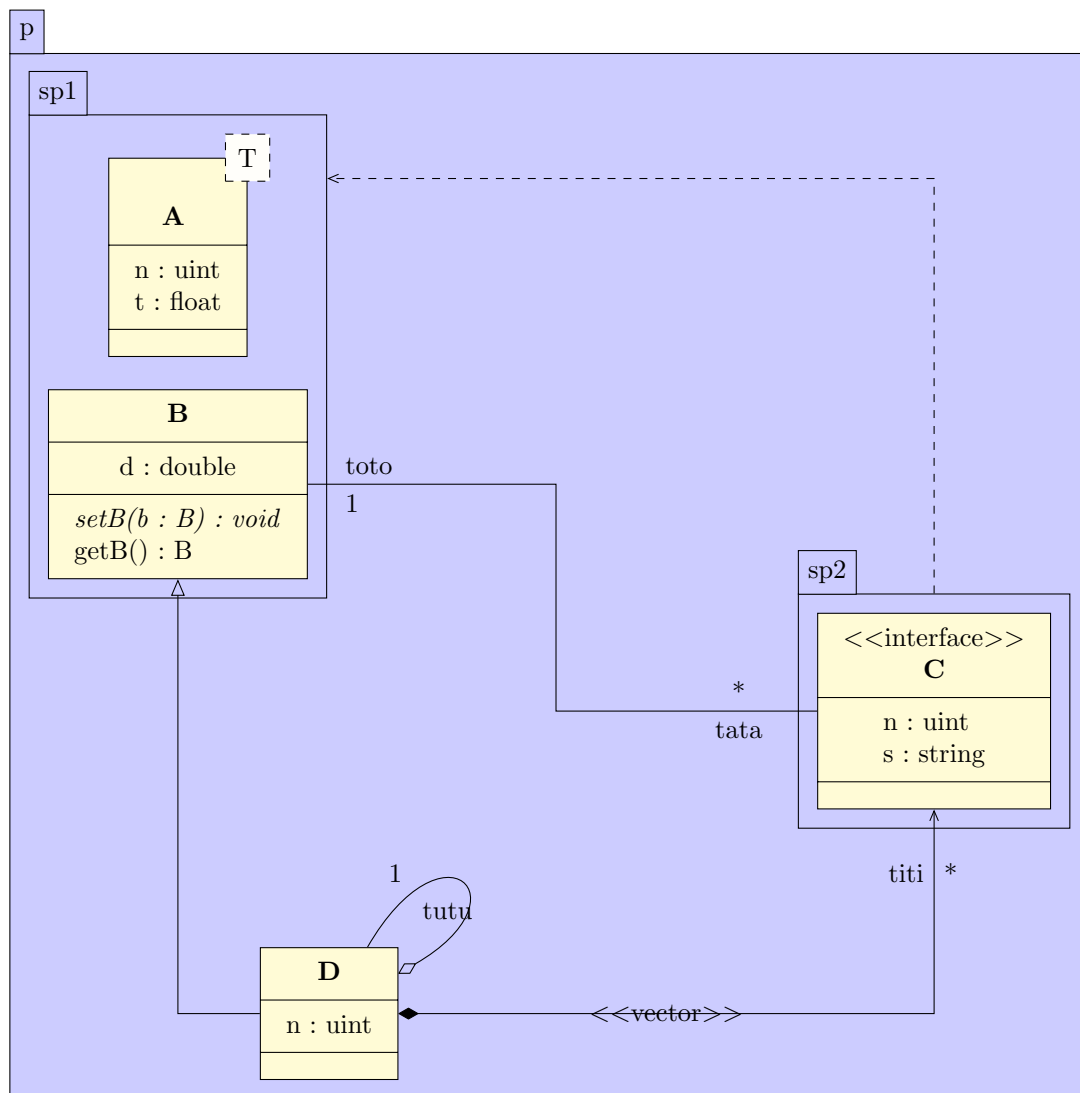 p
sp1
T
A
n : uint
t : float
B
d : double
setB(b : B) : void
getB() : B
toto
1
sp2
<<interface>>
C
n : uint
s : string
*
tata
titi
*
1
tutu
D
n : uint
<<vector>>